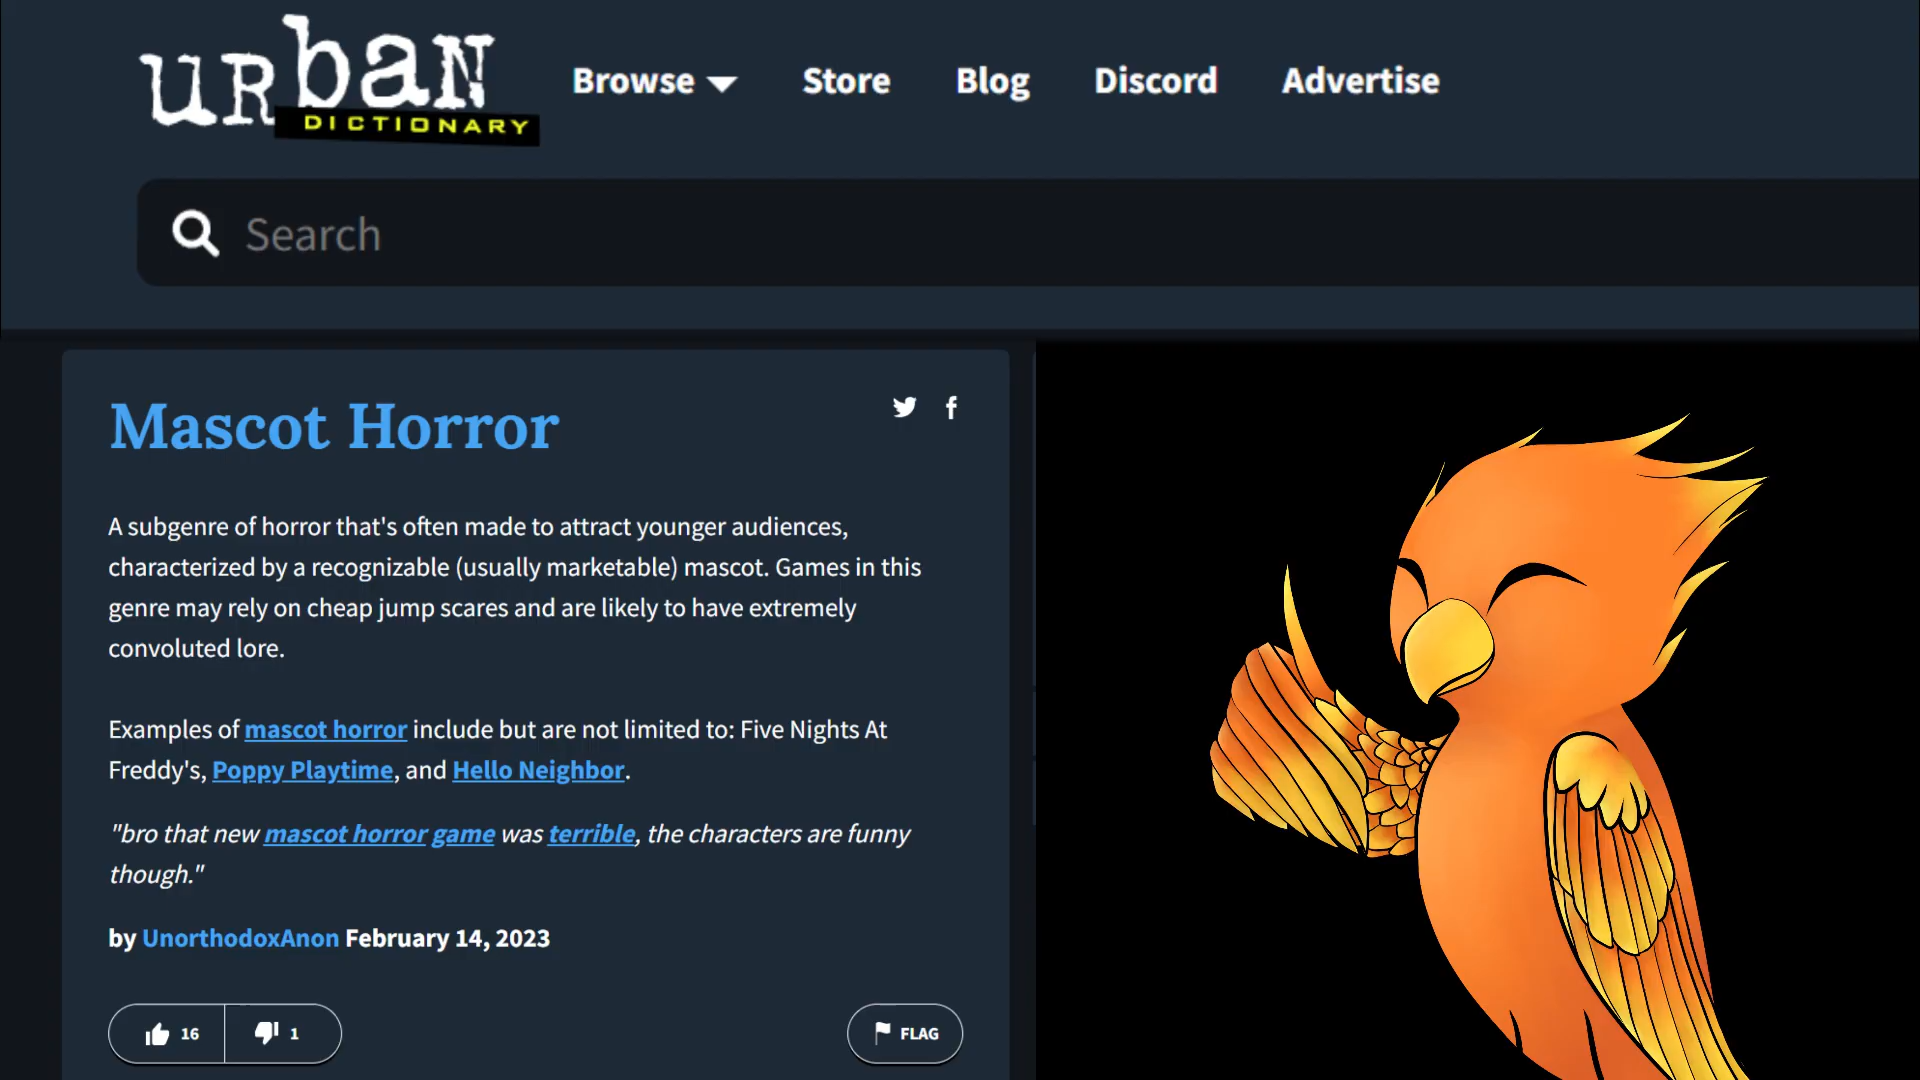 urban
DICTIONARY
Browse Store Blog Discord Advertise
Search
Mascot Horror
A subgenre of horror that's often made to attract younger audiences,
characterized by a recognizable (usually marketable) mascot. Games in this
genre may rely on cheap jump scares and are likely to have extremely
convoluted lore.
Examples of mascot horror include but are not limited to: Five Nights At
Freddy's, Poppy Playtime, and Hello Neighbor.
"bro that new mascot horror game was terrible, the characters are funny
though."
by UnorthodoxAnon February 14, 2023
16 1 FLAG